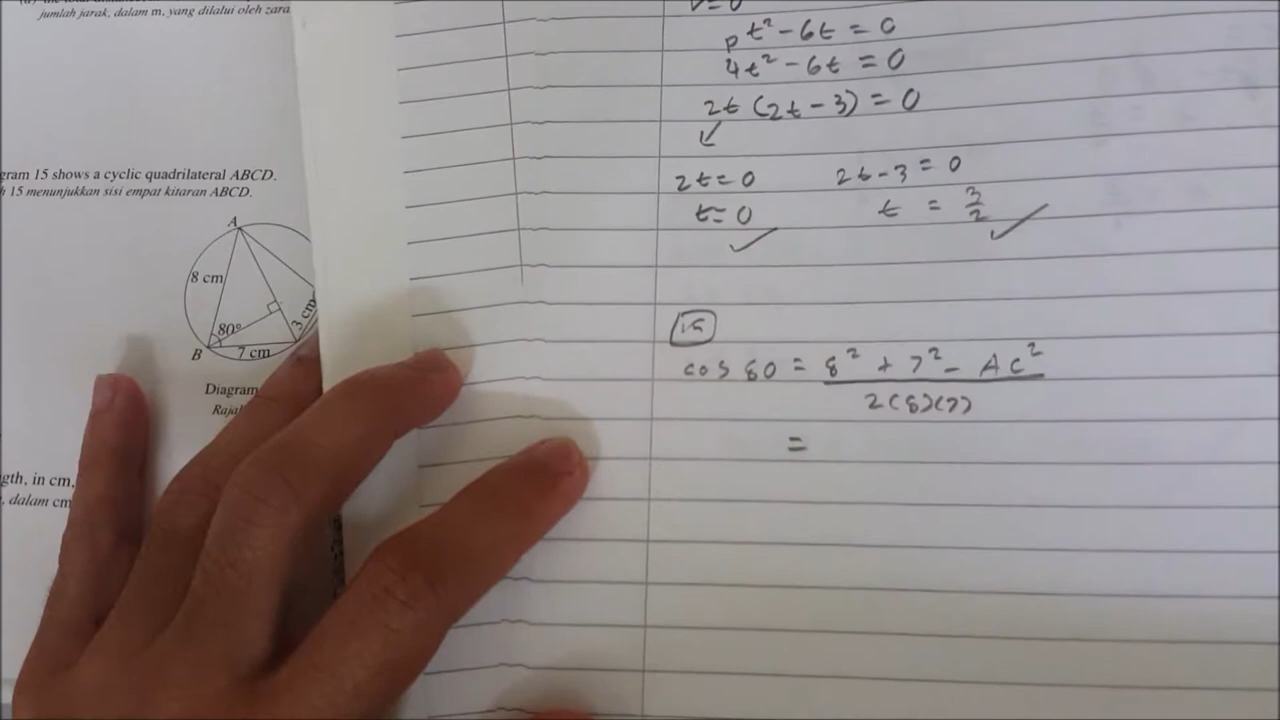 jumlah jarak, dalam m, yang dilalui oleh zara
gram 15 shows a cyclic quadrilateral ABCD.
h 15 menunjukkan sisi empat kitaran ABCD.
A
8 cm
80°
3 cm
B
7 cm
Diagram
Raja
gth, in cm,
, dalam cm
pt² - 6t = 0
4t² - 6t = 0
2t (2t - 3) = 0
2t = 0 2t - 3 = 0
t = 0 t = 3/2
15
cos 80 = 8² + 7² - AC²
2(8)(7)
=